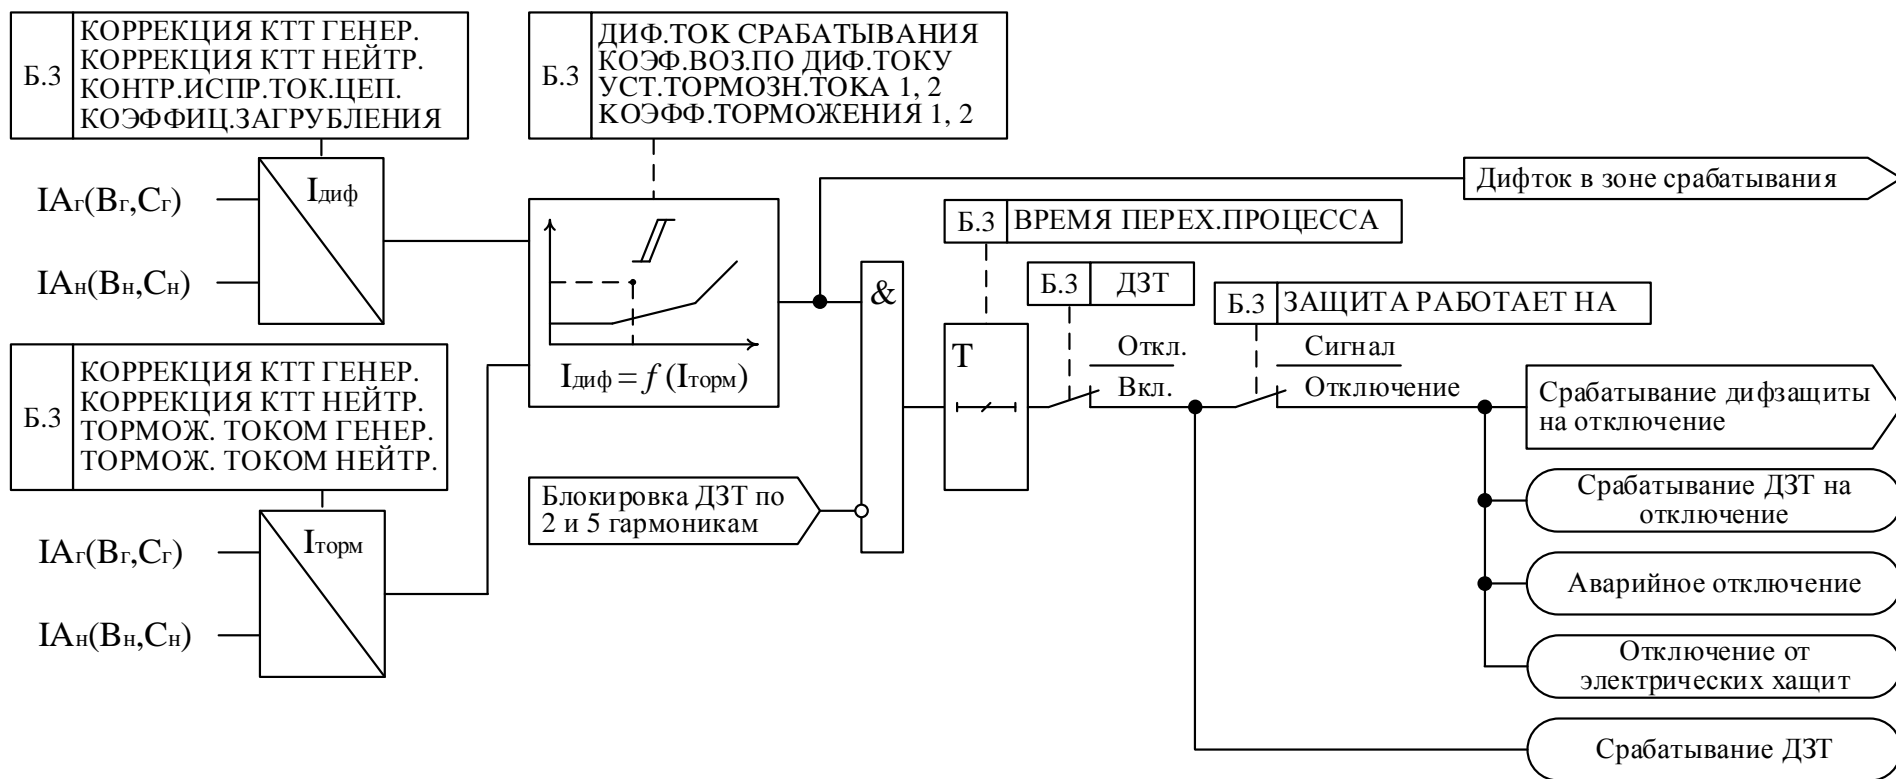 Б.3
КОРРЕКЦИЯ КТТ ГЕНЕР.
КОРРЕКЦИЯ КТТ НЕЙТР.
КОНТР.ИСПР.ТОК.ЦЕП.
КОЭФФИЦ.ЗАГРУБЛЕНИЯ
Б.3
ДИФ.ТОК СРАБАТЫВАНИЯ
КОЭФ.ВОЗ.ПО ДИФ.ТОКУ
УСТ.ТОРМОЗН.ТОКА 1, 2
КОЭФФ.ТОРМОЖЕНИЯ 1, 2
IAг(Bг,Cг)
IAн(Bн,Cн)
Iдиф
Iдиф = f (Iторм)
Дифток в зоне срабатывания
Б.3 ВРЕМЯ ПЕРЕХ.ПРОЦЕССА
&
Б.3 ДЗТ
Б.3 ЗАЩИТА РАБОТАЕТ НА
T
Откл.
Вкл.
Сигнал
Отключение
Б.3
КОРРЕКЦИЯ КТТ ГЕНЕР.
КОРРЕКЦИЯ КТТ НЕЙТР.
ТОРМОЖ. ТОКОМ ГЕНЕР.
ТОРМОЖ. ТОКОМ НЕЙТР.
IAг(Bг,Cг)
IAн(Bн,Cн)
Iторм
Блокировка ДЗТ по
2 и 5 гармоникам
Срабатывание дифзащиты
на отключение
Срабатывание ДЗТ на
отключение
Аварийное отключение
Отключение от
электрических хащит
Срабатывание ДЗТ